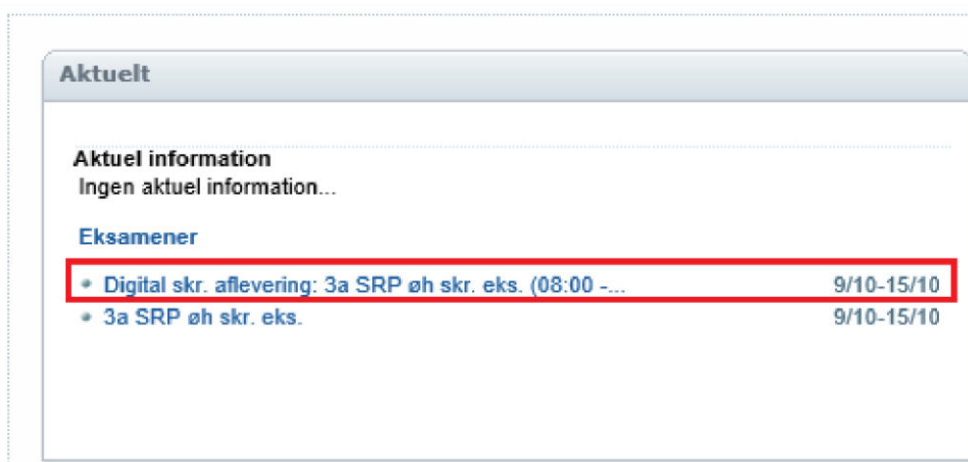 Aktuelt
Aktuel information
Ingen aktuel information...
Eksamener
Digital skr. aflevering: 3a SRP øh skr. eks. (08:00 -... 9/10-15/10
3a SRP øh skr. eks. 9/10-15/10